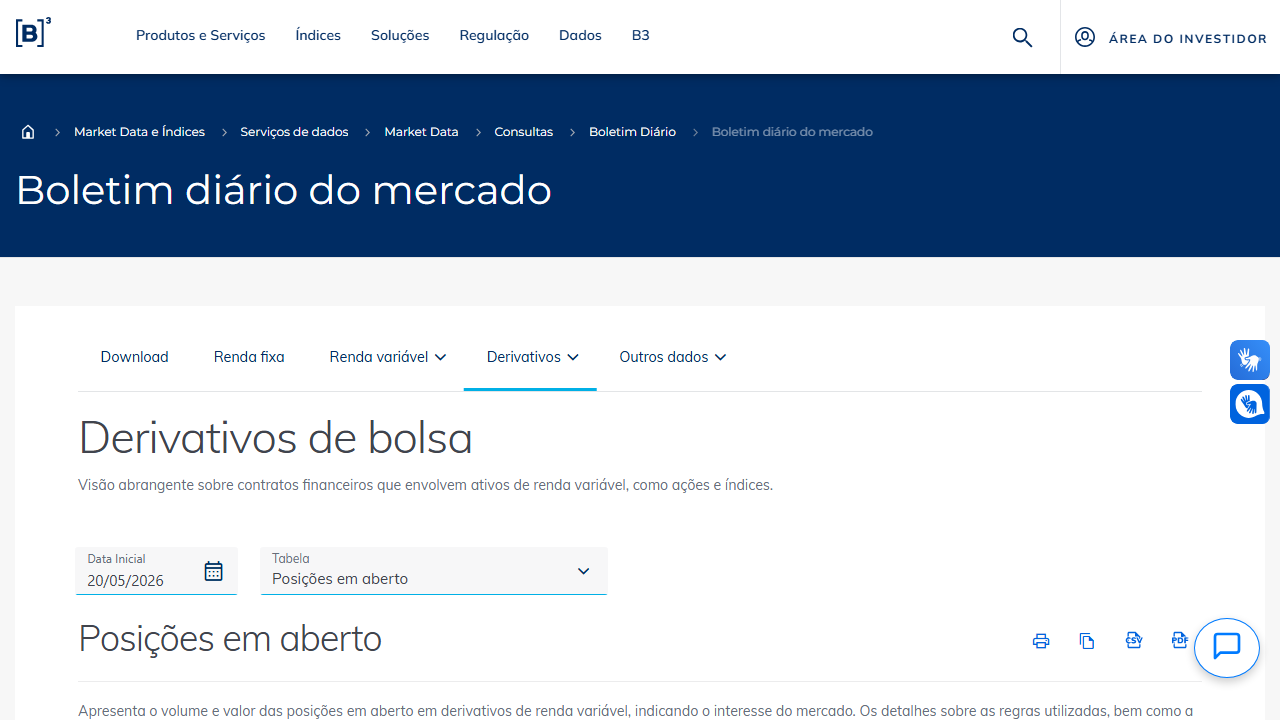 [B]³
Produtos e Serviços
Índices
Soluções
Regulação
Dados
B3
ÁREA DO INVESTIDOR
Market Data e Índices
Serviços de dados
Market Data
Consultas
Boletim Diário
Boletim diário do mercado
Boletim diário do mercado
Download
Renda fixa
Renda variável
Derivativos
Outros dados
Derivativos de bolsa
Visão abrangente sobre contratos financeiros que envolvem ativos de renda variável, como ações e índices.
Data Inicial
20/05/2026
Tabela
Posições em aberto
Posições em aberto
CSV
PDF
Apresenta o volume e valor das posições em aberto em derivativos de renda variável, indicando o interesse do mercado. Os detalhes sobre as regras utilizadas, bem como a